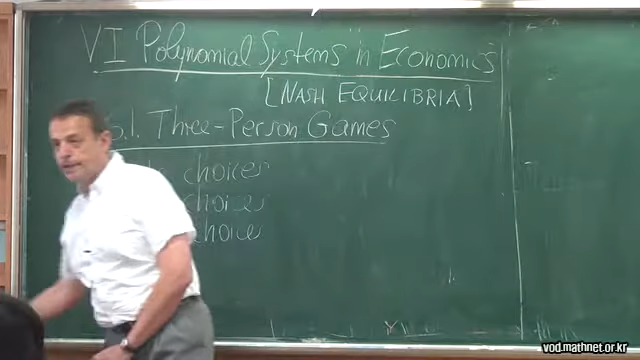 VI Polynomial Systems in Economics
[NASH EQUILIBRIA]
6.1. Three-Person Games
choices
choices
choice
vod.mathnet.or.kr